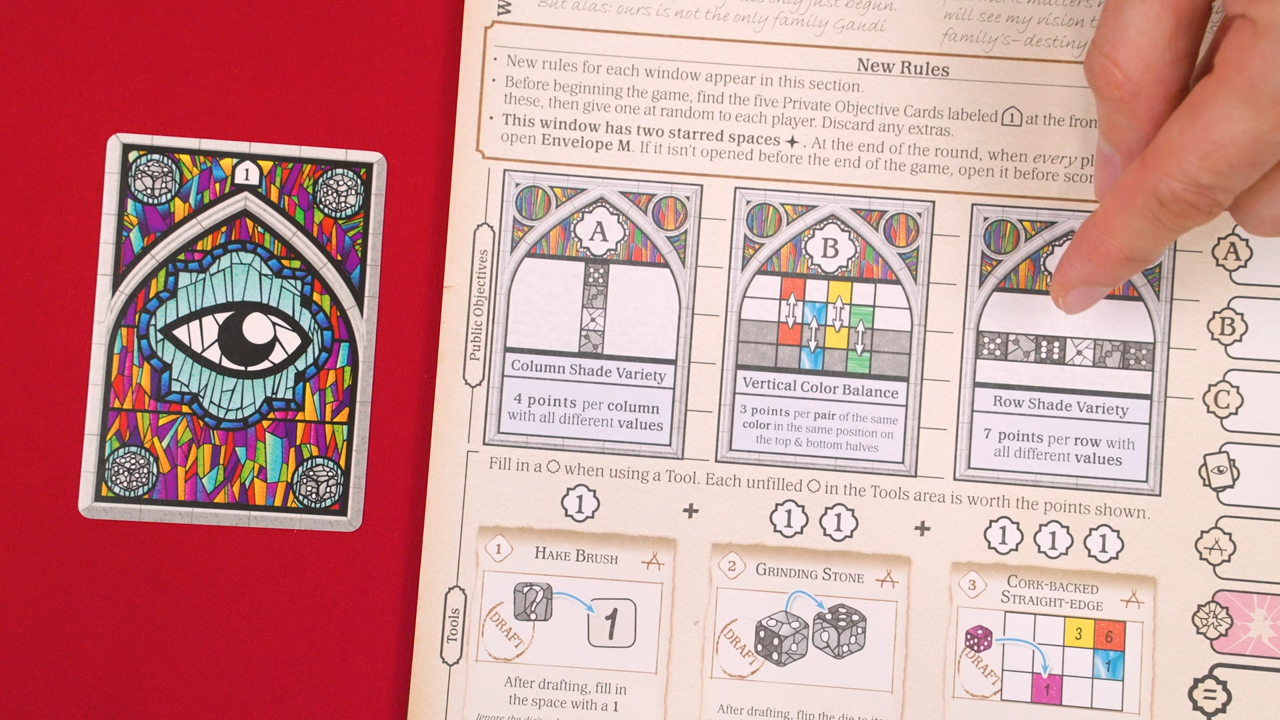 But alas: ours is not the only family Gaudi
will see my vision
family's-destiny
New Rules
• New rules for each window appear in this section.
• Before beginning the game, find the five Private Objective Cards labeled 1 at the
these, then give one at random to each player. Discard any extras.
• This window has two starred spaces ✦. At the end of the round, when every
open Envelope M. If it isn't opened before the end of the game, open it before
1
Public Objectives
A
Column Shade Variety
4 points per column
with all different values
B
Vertical Color Balance
3 points per pair of the same
color in the same position on
the top & bottom halves
Row Shade Variety
7 points per row with
all different values
A
B
C
Fill in a ⬡ when using a Tool. Each unfilled ⬡ in the Tools area is worth the points shown.
1 + 1 1 + 1 1 1
Tools
1 HAKE BRUSH
? 1
DRAFT
After drafting, fill in
the space with a 1
2 GRINDING STONE
DRAFT
After drafting, flip the die to its
3 CORK-BACKED
STRAIGHT-EDGE
DRAFT
3 6
1
1
=